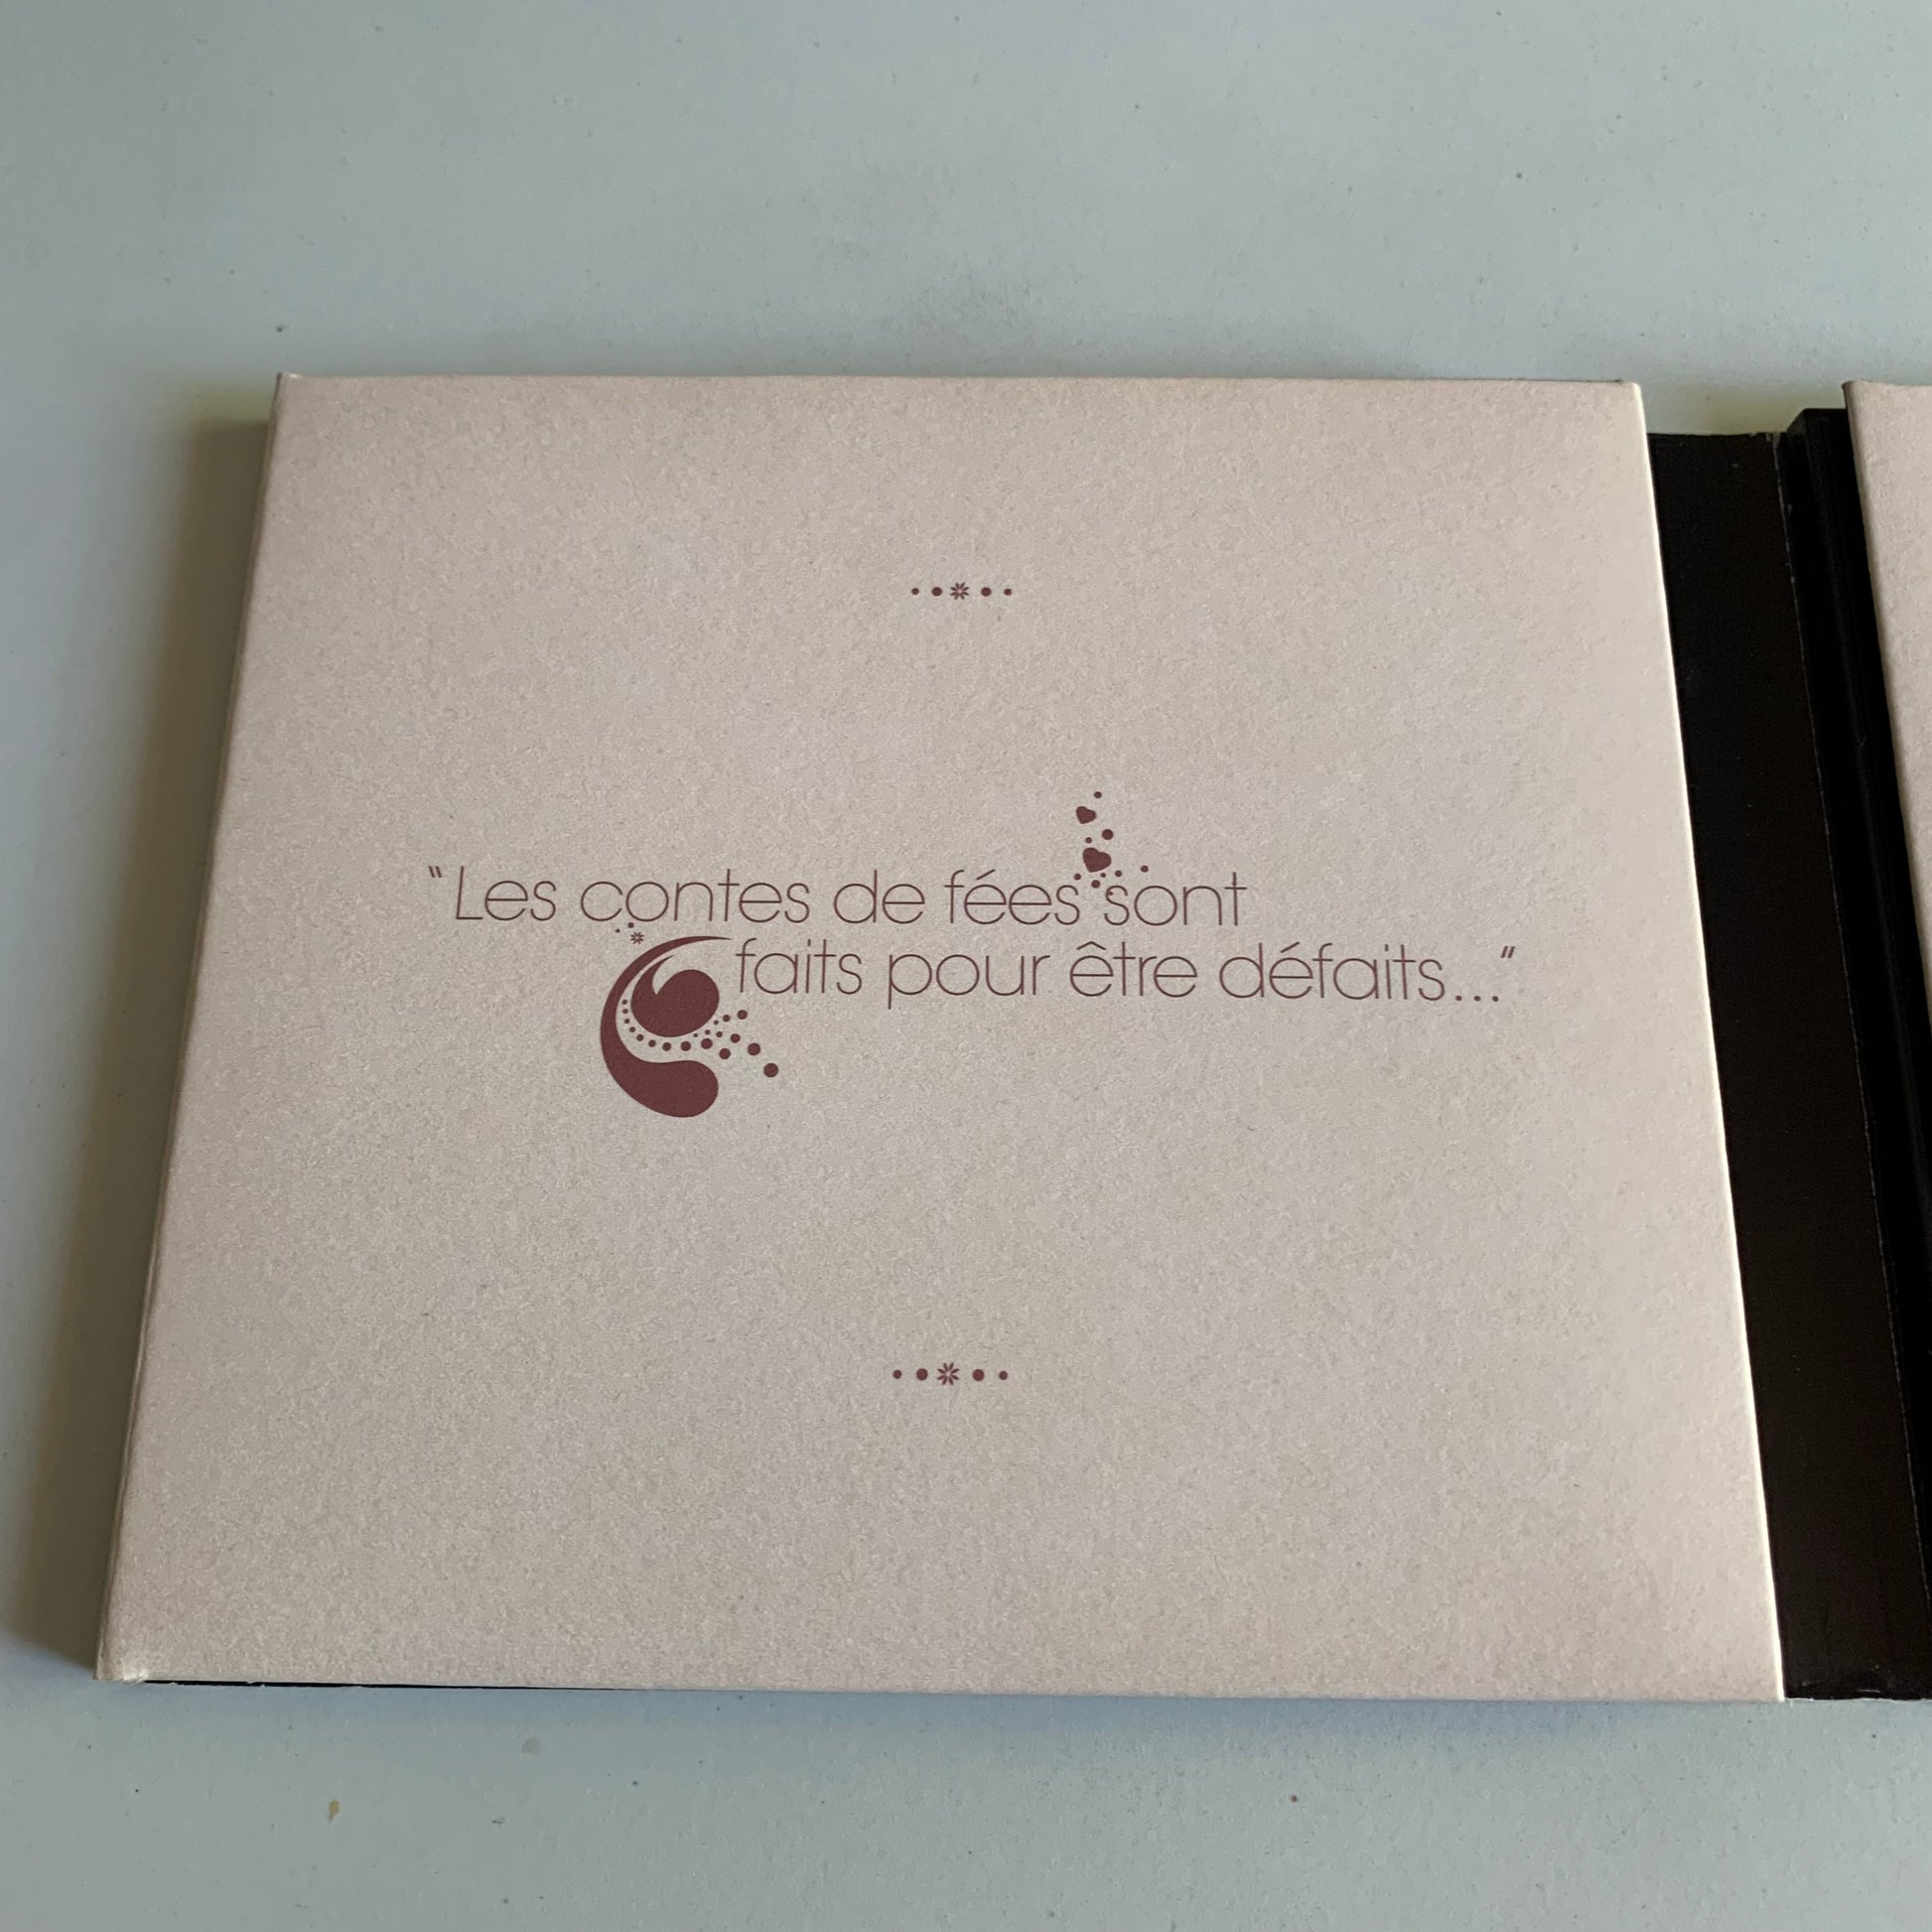 "Les contes de fées sont
faits pour être défaits..."